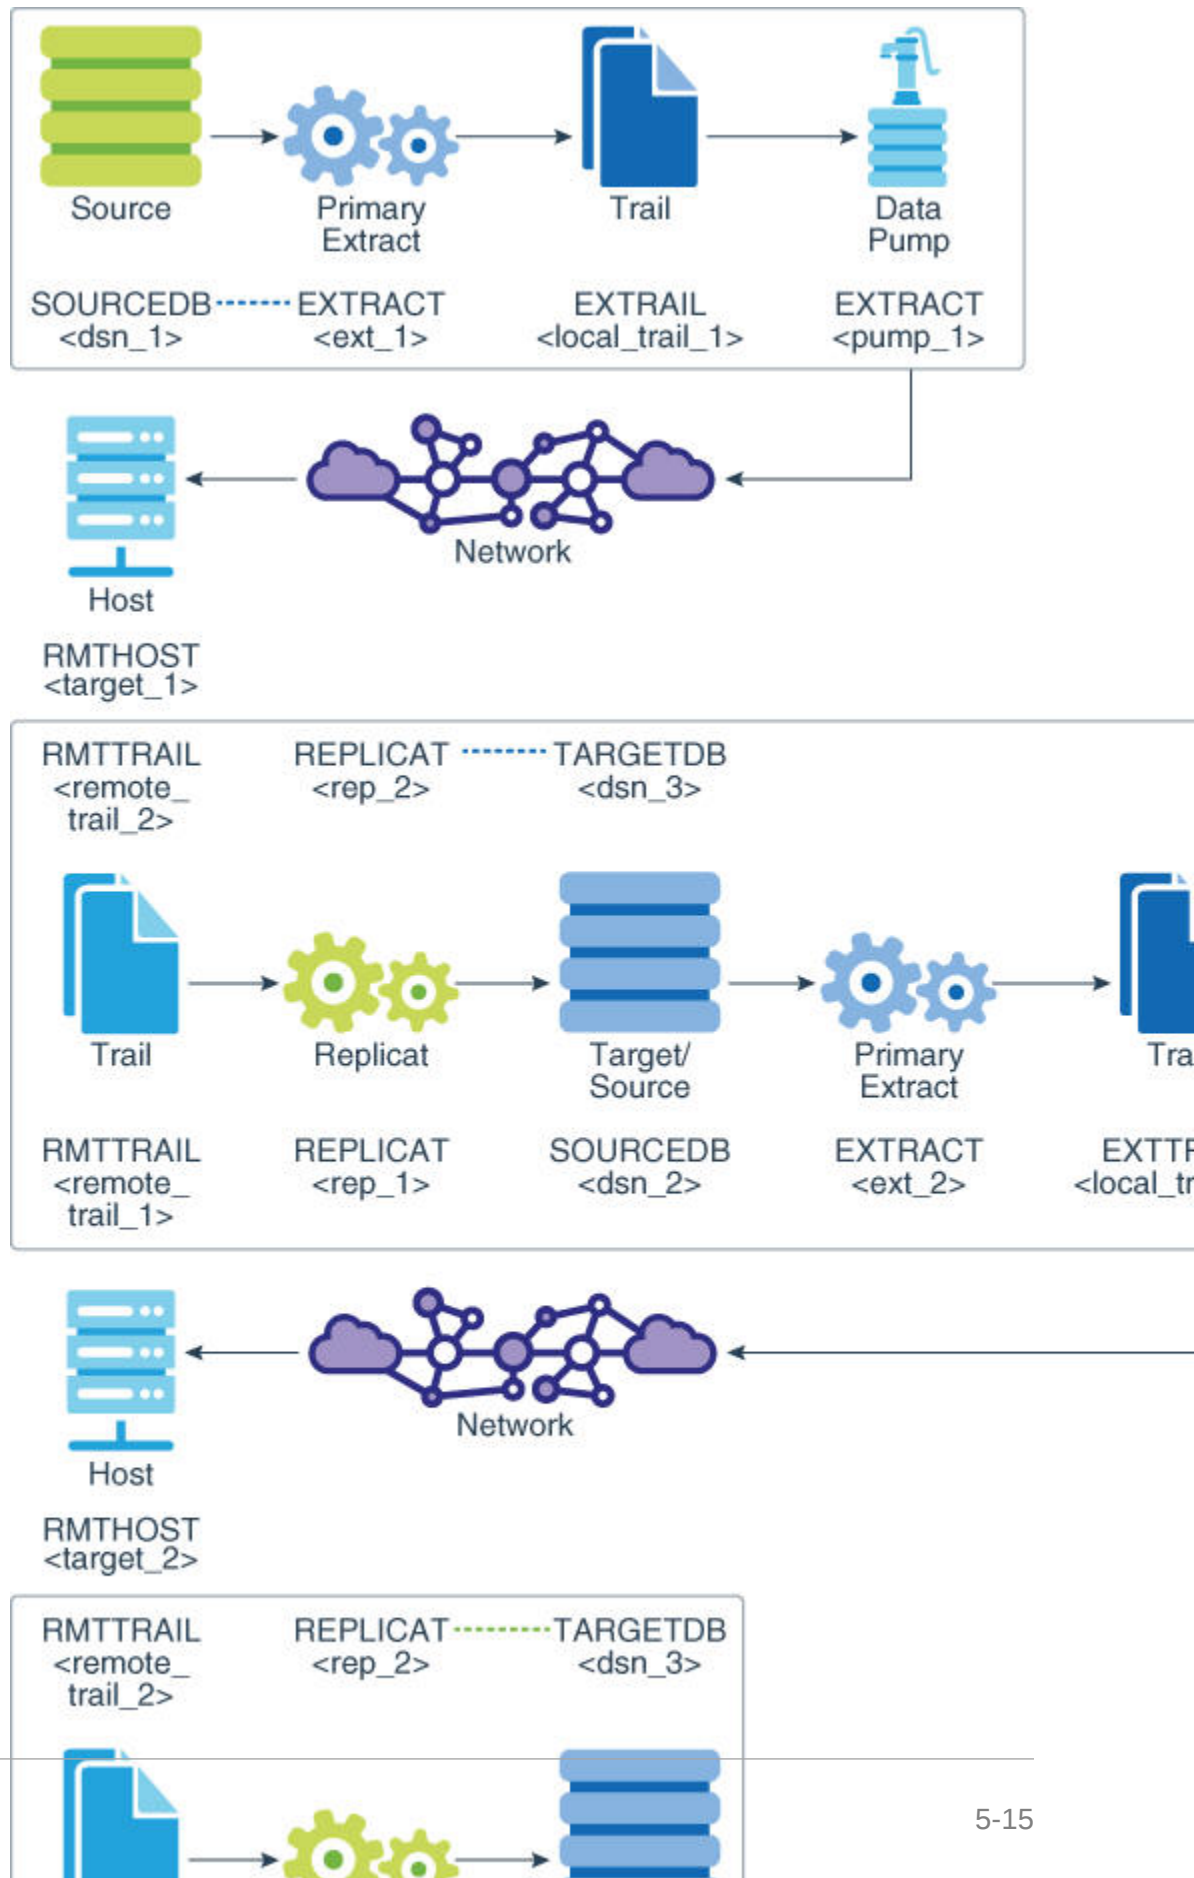 Source
Primary
Extract
Trail
Data
Pump
SOURCEDB
<dsn_1>
EXTRACT
<ext_1>
EXTRAIL
<local_trail_1>
EXTRACT
<pump_1>
Network
Host
RMTHOST
<target_1>
RMTTRAIL
<remote_
trail_2>
REPLICAT
<rep_2>
TARGETDB
<dsn_3>
Trail
Replicat
Target/
Source
Primary
Extract
RMTTRAIL
<remote_
trail_1>
REPLICAT
<rep_1>
SOURCEDB
<dsn_2>
EXTRACT
<ext_2>
Network
Host
RMTHOST
<target_2>
RMTTRAIL
<remote_
trail_2>
REPLICAT
<rep_2>
TARGETDB
<dsn_3>
5-15